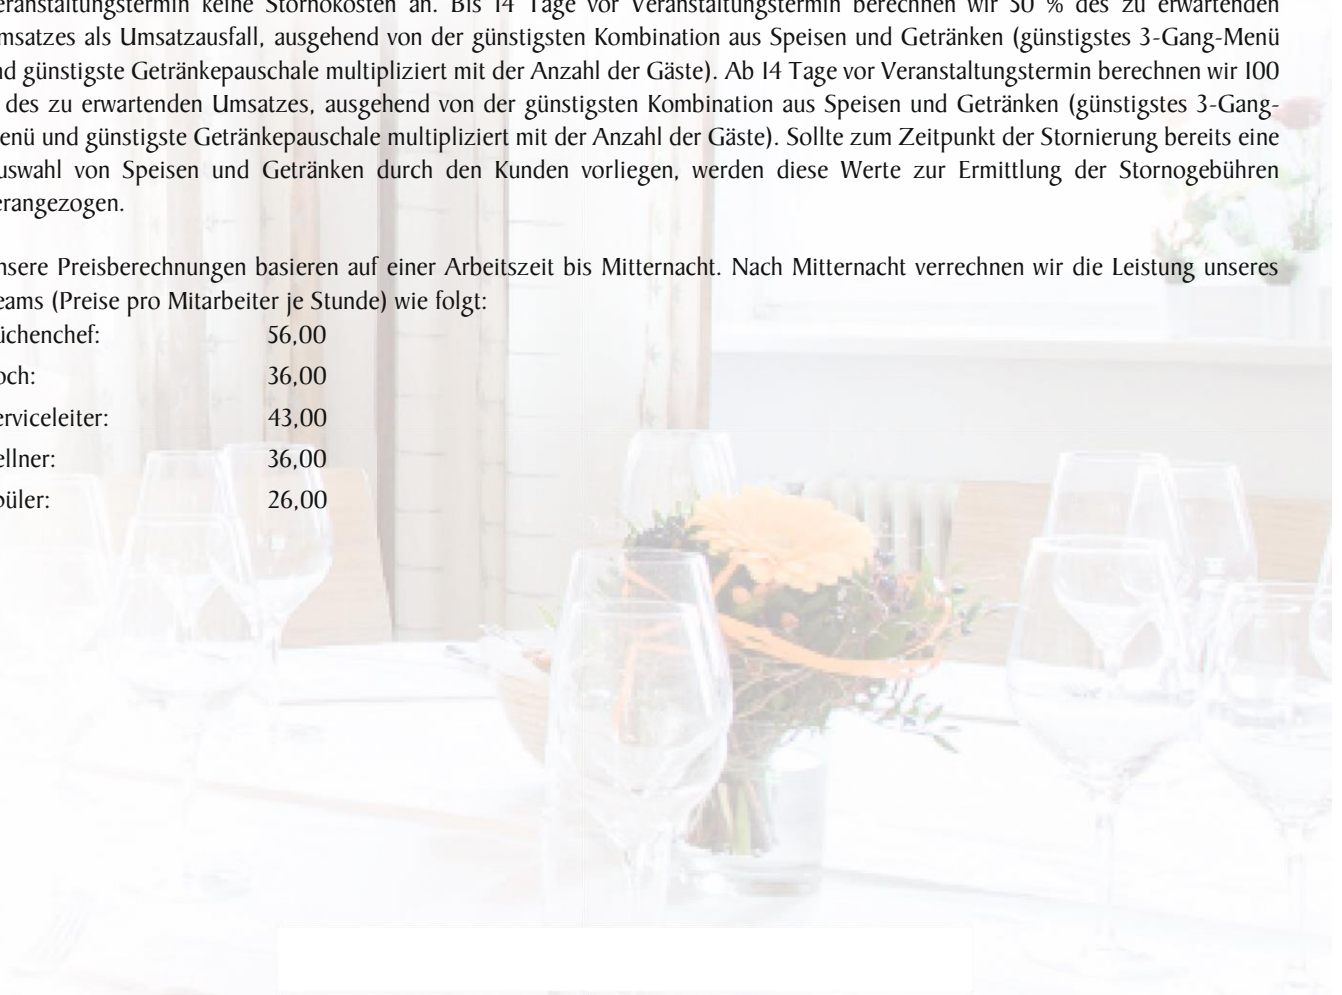 eranstaltungstermin keine Stornokosten an. Bis 14 Tage vor Veranstaltungstermin berechnen wir 50 % des zu erwartenden
msatzes als Umsatzausfall, ausgehend von der günstigsten Kombination aus Speisen und Getränken (günstigstes 3-Gang-Menü
nd günstigste Getränkepauschale multipliziert mit der Anzahl der Gäste). Ab 14 Tage vor Veranstaltungstermin berechnen wir 100
des zu erwartenden Umsatzes, ausgehend von der günstigsten Kombination aus Speisen und Getränken (günstigstes 3-Gang-
enü und günstigste Getränkepauschale multipliziert mit der Anzahl der Gäste). Sollte zum Zeitpunkt der Stornierung bereits eine
uswahl von Speisen und Getränken durch den Kunden vorliegen, werden diese Werte zur Ermittlung der Stornogebühren
erangezogen.
nsere Preisberechnungen basieren auf einer Arbeitszeit bis Mitternacht. Nach Mitternacht verrechnen wir die Leistung unseres
eams (Preise pro Mitarbeiter je Stunde) wie folgt:
üchenchef: 56,00
och: 36,00
erviceleiter: 43,00
ellner: 36,00
püler: 26,00